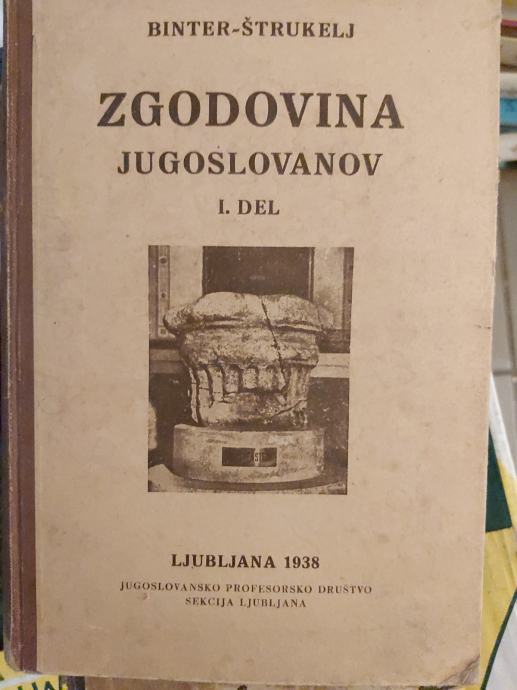 BINTER-ŠTRUKELJ
ZGODOVINA
JUGOSLOVANOV
I. DEL
LJUBLJANA 1938
JUGOSLOVANSKO PROFESORSKO DRUŠTVO
SEKCIJA LJUBLJANA